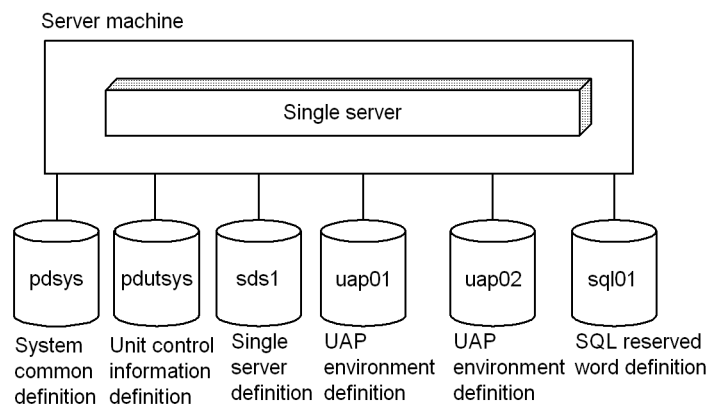 Server machine
Single server
pdsys
pdutsys
sds1
uap01
uap02
sql01
System
common
definition
Unit control
information
definition
Single
server
definition
UAP
environment
definition
UAP
environment
definition
SQL reserved
word definition